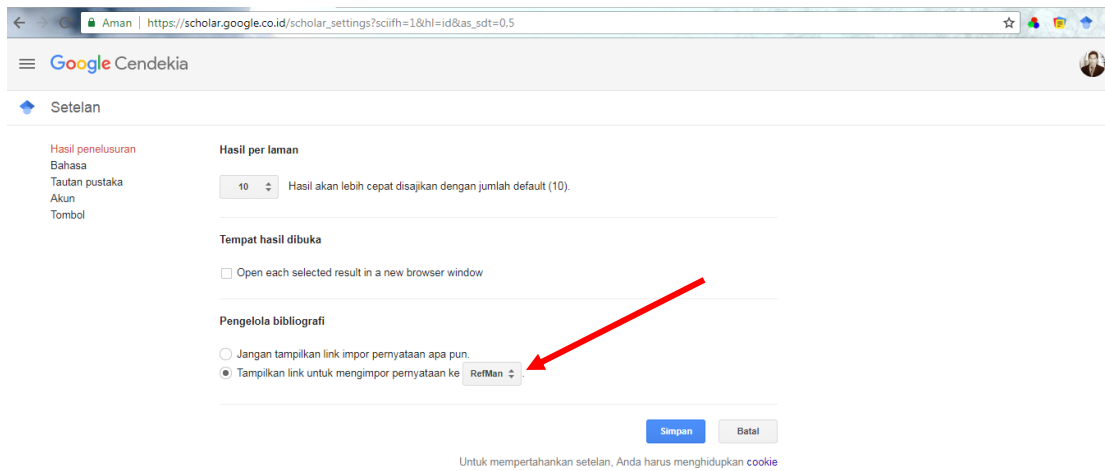 Aman | https://scholar.google.co.id/scholar_settings?sciifh=1&hl=id&as_sdt=0,5
Google Cendekia
Setelan
Hasil penelusuran
Bahasa
Tautan pustaka
Akun
Tombol
Hasil per laman
10 Hasil akan lebih cepat disajikan dengan jumlah default (10).
Tempat hasil dibuka
Open each selected result in a new browser window
Pengelola bibliografi
Jangan tampilkan link impor pernyataan apa pun.
Tampilkan link untuk mengimpor pernyataan ke RefMan .
Simpan Batal
Untuk mempertahankan setelan, Anda harus menghidupkan cookie